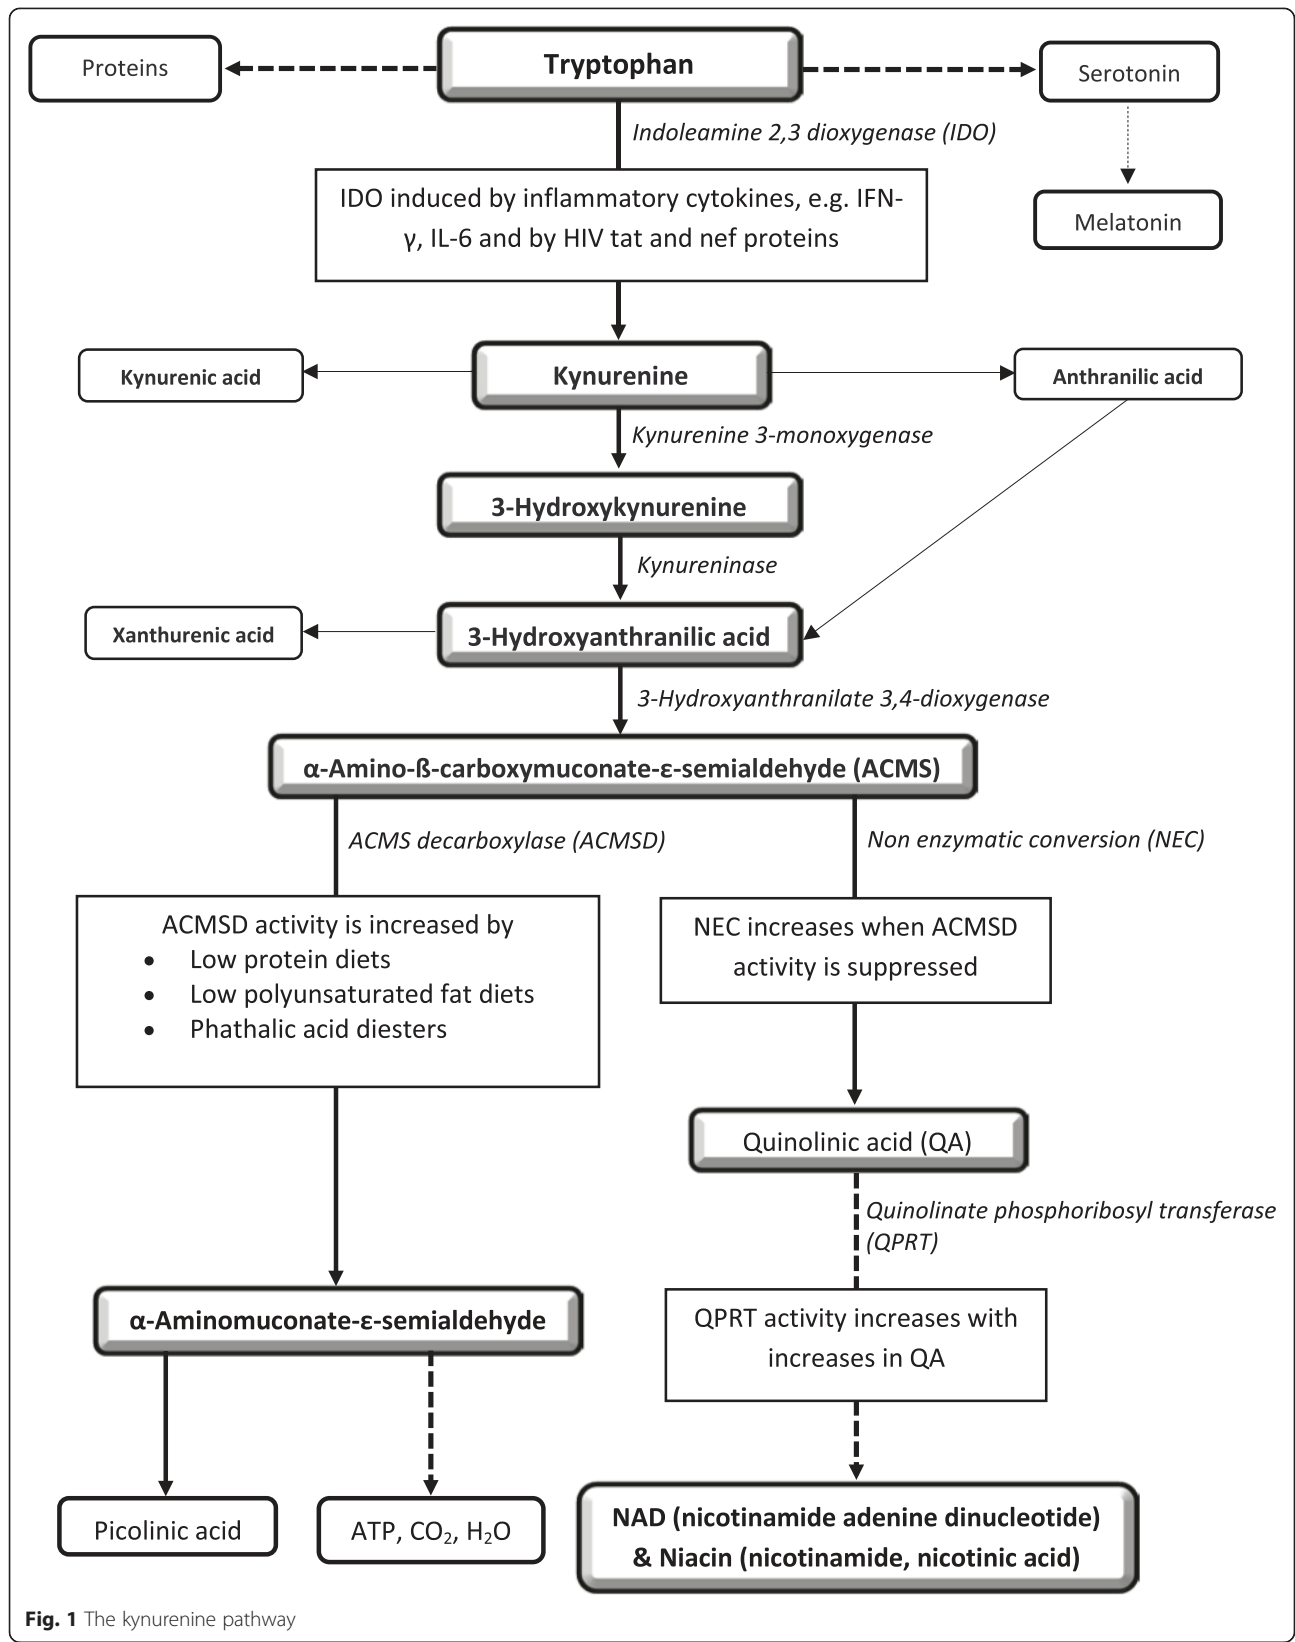 Proteins
Tryptophan
Serotonin
Indoleamine 2,3 dioxygenase (IDO)
IDO induced by inflammatory cytokines, e.g. IFN-
γ, IL-6 and by HIV tat and nef proteins
Melatonin
Kynurenic acid
Kynurenine
Anthranilic acid
Kynurenine 3-monoxygenase
3-Hydroxykynurenine
Kynureninase
Xanthurenic acid
3-Hydroxyanthranilic acid
3-Hydroxyanthranilate 3,4-dioxygenase
α-Amino-ß-carboxymuconate-ε-semialdehyde (ACMS)
ACMS decarboxylase (ACMSD)
Non enzymatic conversion (NEC)
ACMSD activity is increased by
• Low protein diets
• Low polyunsaturated fat diets
• Phathalic acid diesters
NEC increases when ACMSD
activity is suppressed
Quinolinic acid (QA)
Quinolinate phosphoribosyl transferase
(QPRT)
α-Aminomuconate-ε-semialdehyde
QPRT activity increases with
increases in QA
Picolinic acid
ATP, CO₂, H₂O
NAD (nicotinamide adenine dinucleotide)
& Niacin (nicotinamide, nicotinic acid)
Fig. 1 The kynurenine pathway